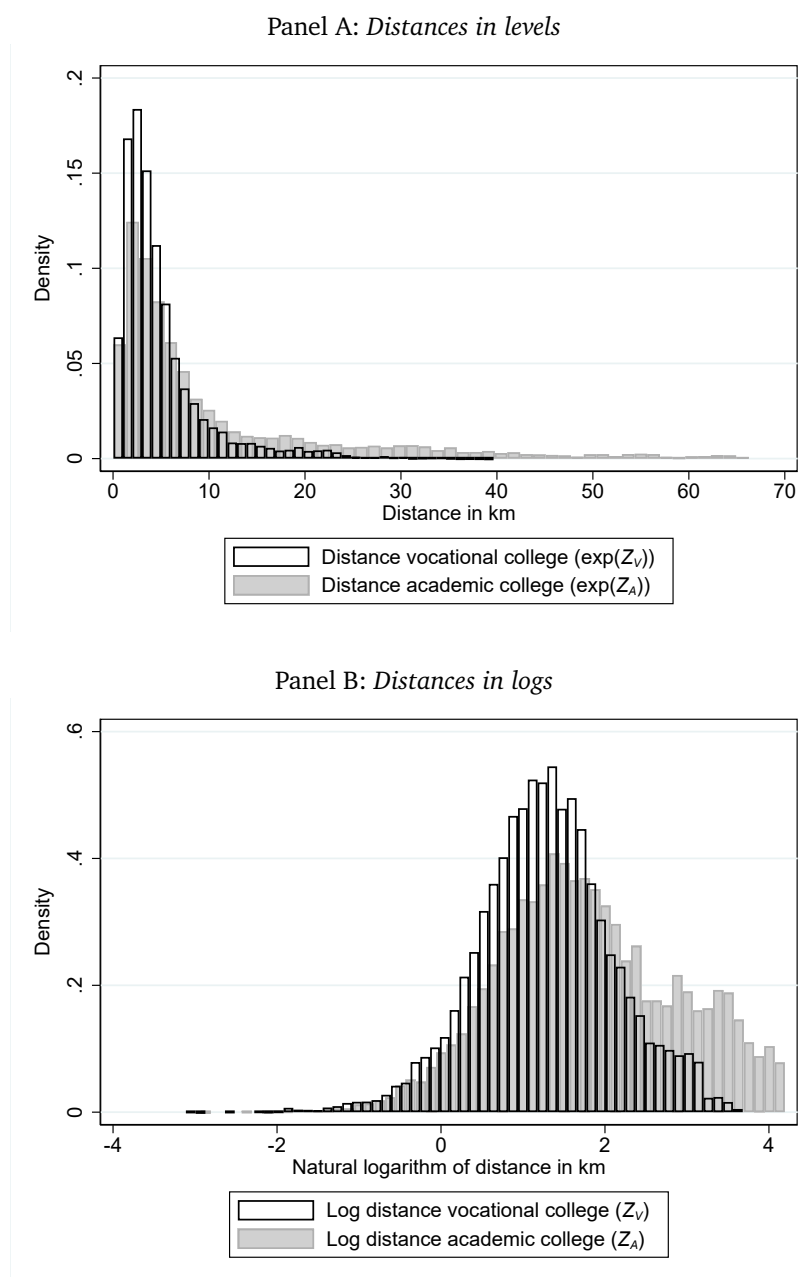 Panel A: Distances in levels
.2
.15
.1
.05
0
Density
0 10 20 30 40 50 60 70
Distance in km
Distance vocational college (exp(Z_V))
Distance academic college (exp(Z_A))
Panel B: Distances in logs
.6
.4
.2
0
Density
-4 -2 0 2 4
Natural logarithm of distance in km
Log distance vocational college (Z_V)
Log distance academic college (Z_A)